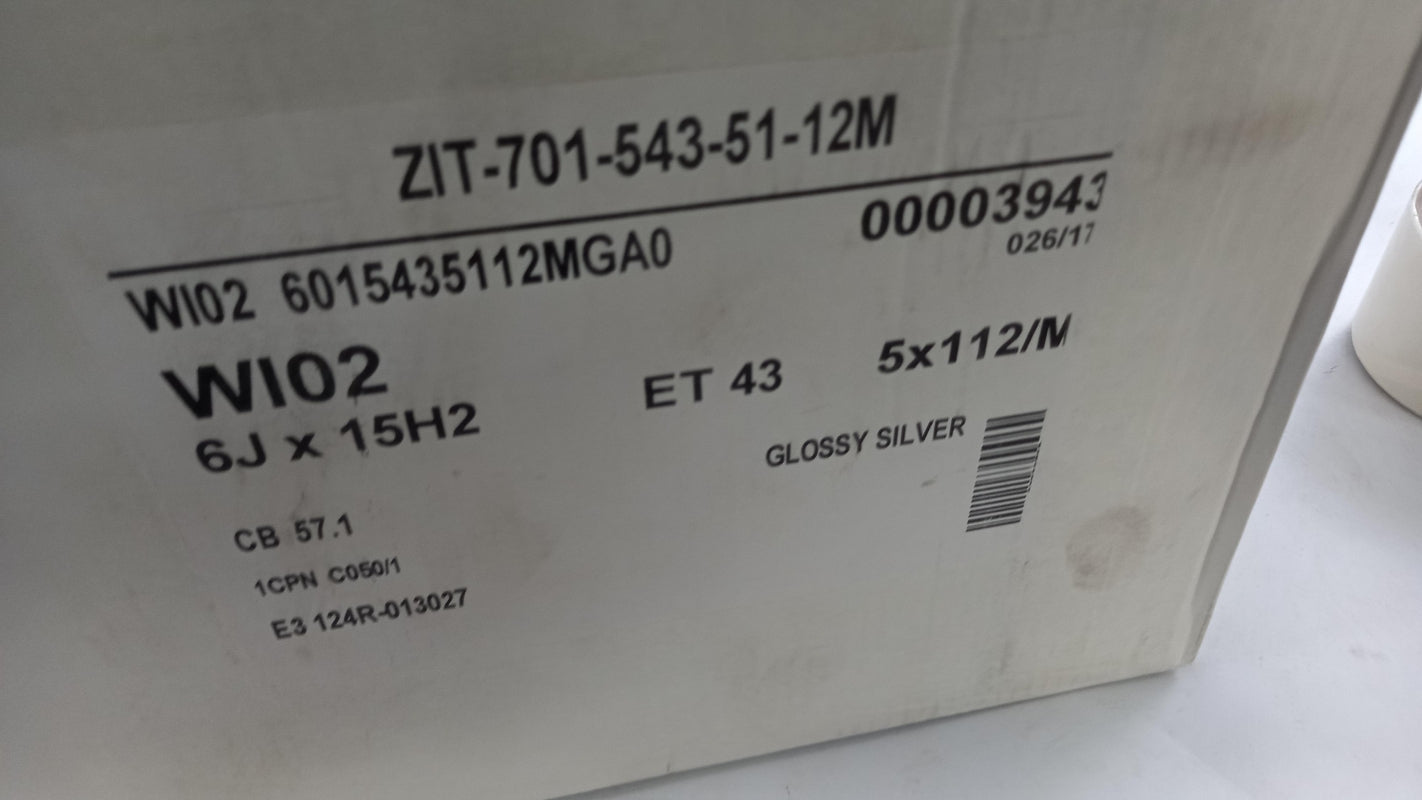 ZIT-701-543-51-12M
WI02 6015435112MGA0 00003943
026/17
WI02 ET 43 5x112/M
6J x 15H2
GLOSSY SILVER
CB 57.1
1CPN C050/1
E3 124R-013027